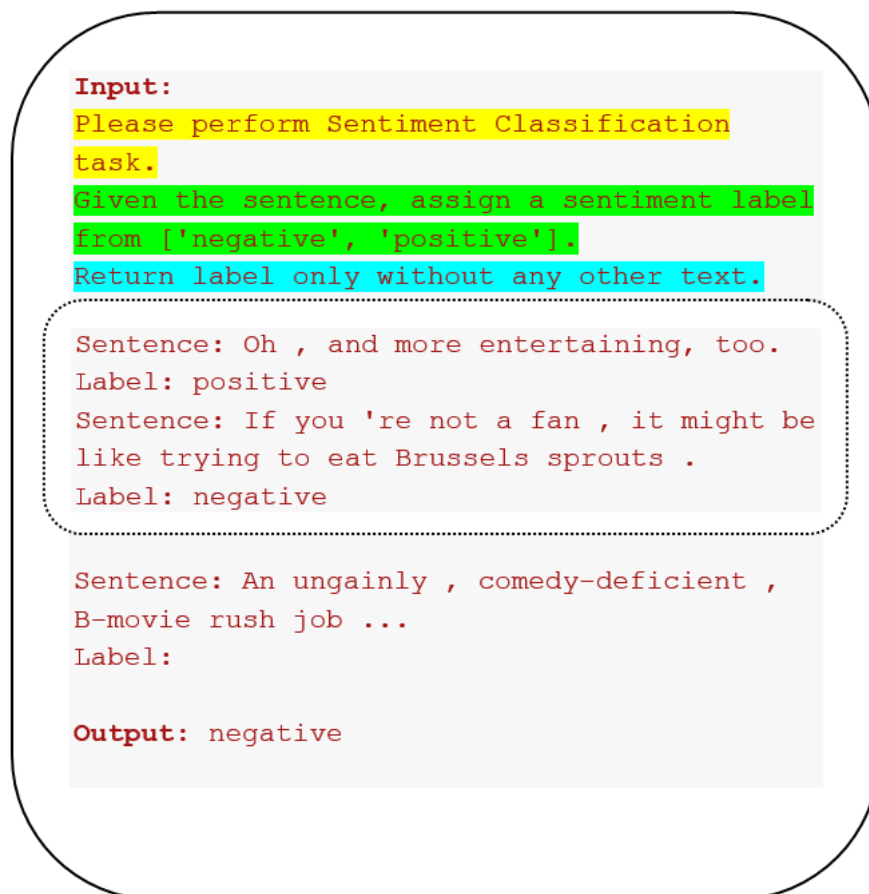 Input:
Please perform Sentiment Classification
task.
Given the sentence, assign a sentiment label
from ['negative', 'positive'].
Return label only without any other text.
Sentence: Oh , and more entertaining, too.
Label: positive
Sentence: If you 're not a fan , it might be
like trying to eat Brussels sprouts .
Label: negative
Sentence: An ungainly , comedy-deficient ,
B-movie rush job ...
Label:
Output: negative